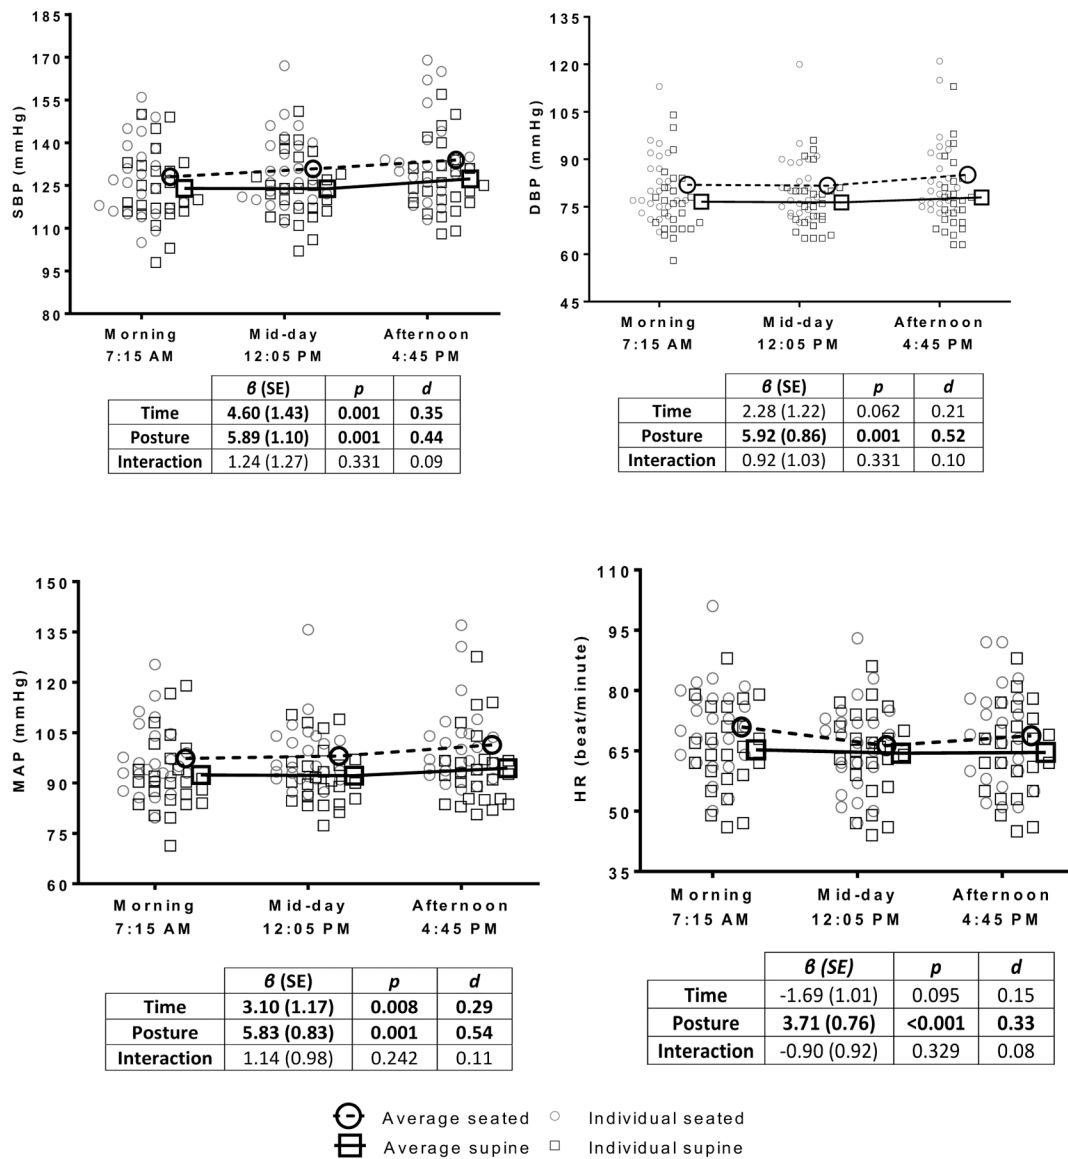 SBP (mmHg)
185
170
155
140
125
110
95
80
Morning Mid-day Afternoon
7:15 AM 12:05 PM 4:45 PM
β (SE) p d
Time 4.60 (1.43) 0.001 0.35
Posture 5.89 (1.10) 0.001 0.44
Interaction 1.24 (1.27) 0.331 0.09
DBP (mmHg)
135
120
105
90
75
60
45
Morning Mid-day Afternoon
7:15 AM 12:05 PM 4:45 PM
β (SE) p d
Time 2.28 (1.22) 0.062 0.21
Posture 5.92 (0.86) 0.001 0.52
Interaction 0.92 (1.03) 0.331 0.10
MAP (mmHg)
150
135
120
105
90
75
60
Morning Mid-day Afternoon
7:15 AM 12:05 PM 4:45 PM
β (SE) p d
Time 3.10 (1.17) 0.008 0.29
Posture 5.83 (0.83) 0.001 0.54
Interaction 1.14 (0.98) 0.242 0.11
HR (beat/minute)
110
95
80
65
50
35
Morning Mid-day Afternoon
7:15 AM 12:05 PM 4:45 PM
β (SE) p d
Time -1.69 (1.01) 0.095 0.15
Posture 3.71 (0.76) <0.001 0.33
Interaction -0.90 (0.92) 0.329 0.08
Average seated Individual seated
Average supine Individual supine